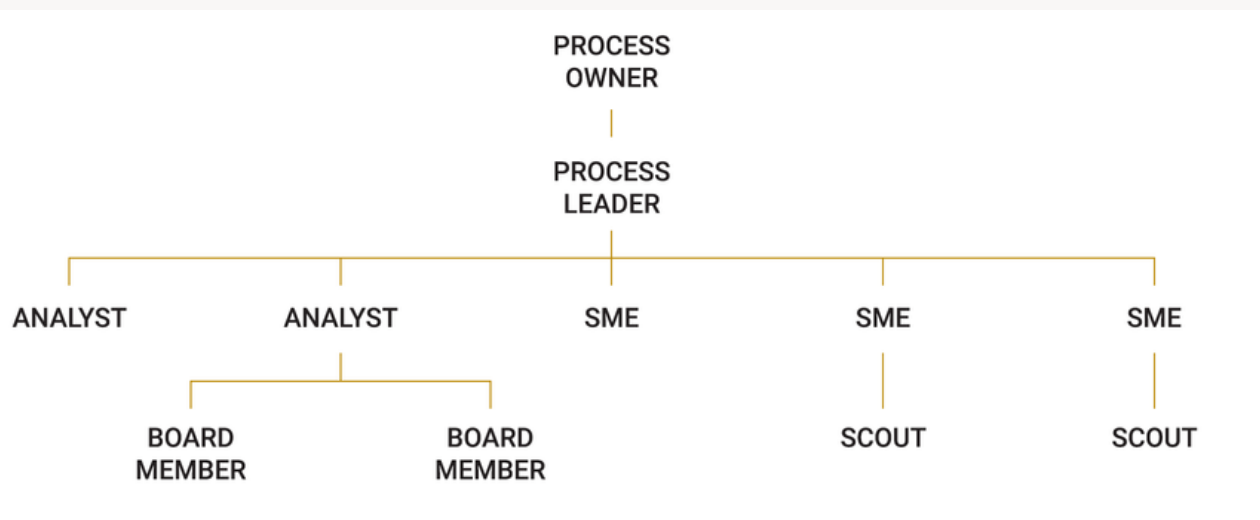 PROCESS
OWNER
PROCESS
LEADER
ANALYST
ANALYST
SME
SME
SME
BOARD
MEMBER
BOARD
MEMBER
SCOUT
SCOUT